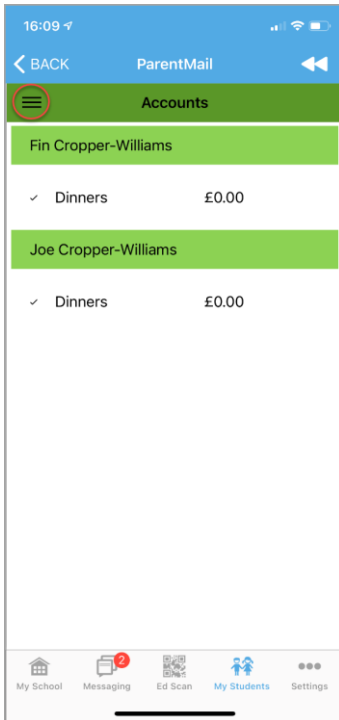 16:09
BACK ParentMail
Accounts
Fin Cropper-Williams
Dinners £0.00
Joe Cropper-Williams
Dinners £0.00
2
My School Messaging Ed Scan My Students Settings